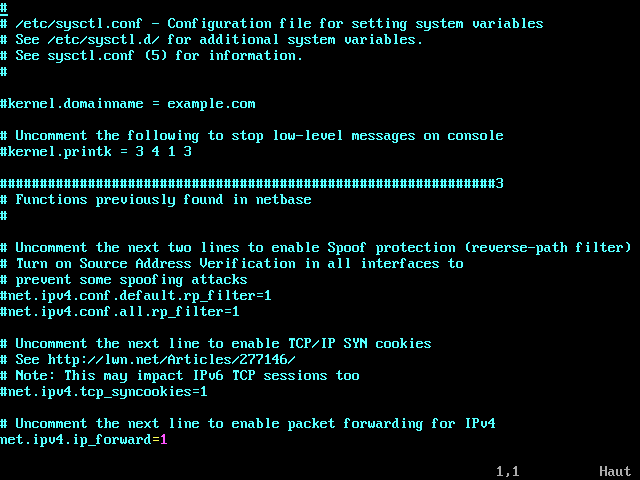 #
# /etc/sysctl.conf - Configuration file for setting system variables
# See /etc/sysctl.d/ for additional system variables.
# See sysctl.conf (5) for information.
#
#kernel.domainname = example.com
# Uncomment the following to stop low-level messages on console
#kernel.printk = 3 4 1 3
##############################################################3
# Functions previously found in netbase
#
# Uncomment the next two lines to enable Spoof protection (reverse-path filter)
# Turn on Source Address Verification in all interfaces to
# prevent some spoofing attacks
#net.ipv4.conf.default.rp_filter=1
#net.ipv4.conf.all.rp_filter=1
# Uncomment the next line to enable TCP/IP SYN cookies
# See http://lwn.net/Articles/277146/
# Note: This may impact IPv6 TCP sessions too
#net.ipv4.tcp_syncookies=1
# Uncomment the next line to enable packet forwarding for IPv4
net.ipv4.ip_forward=1
1,1 Haut